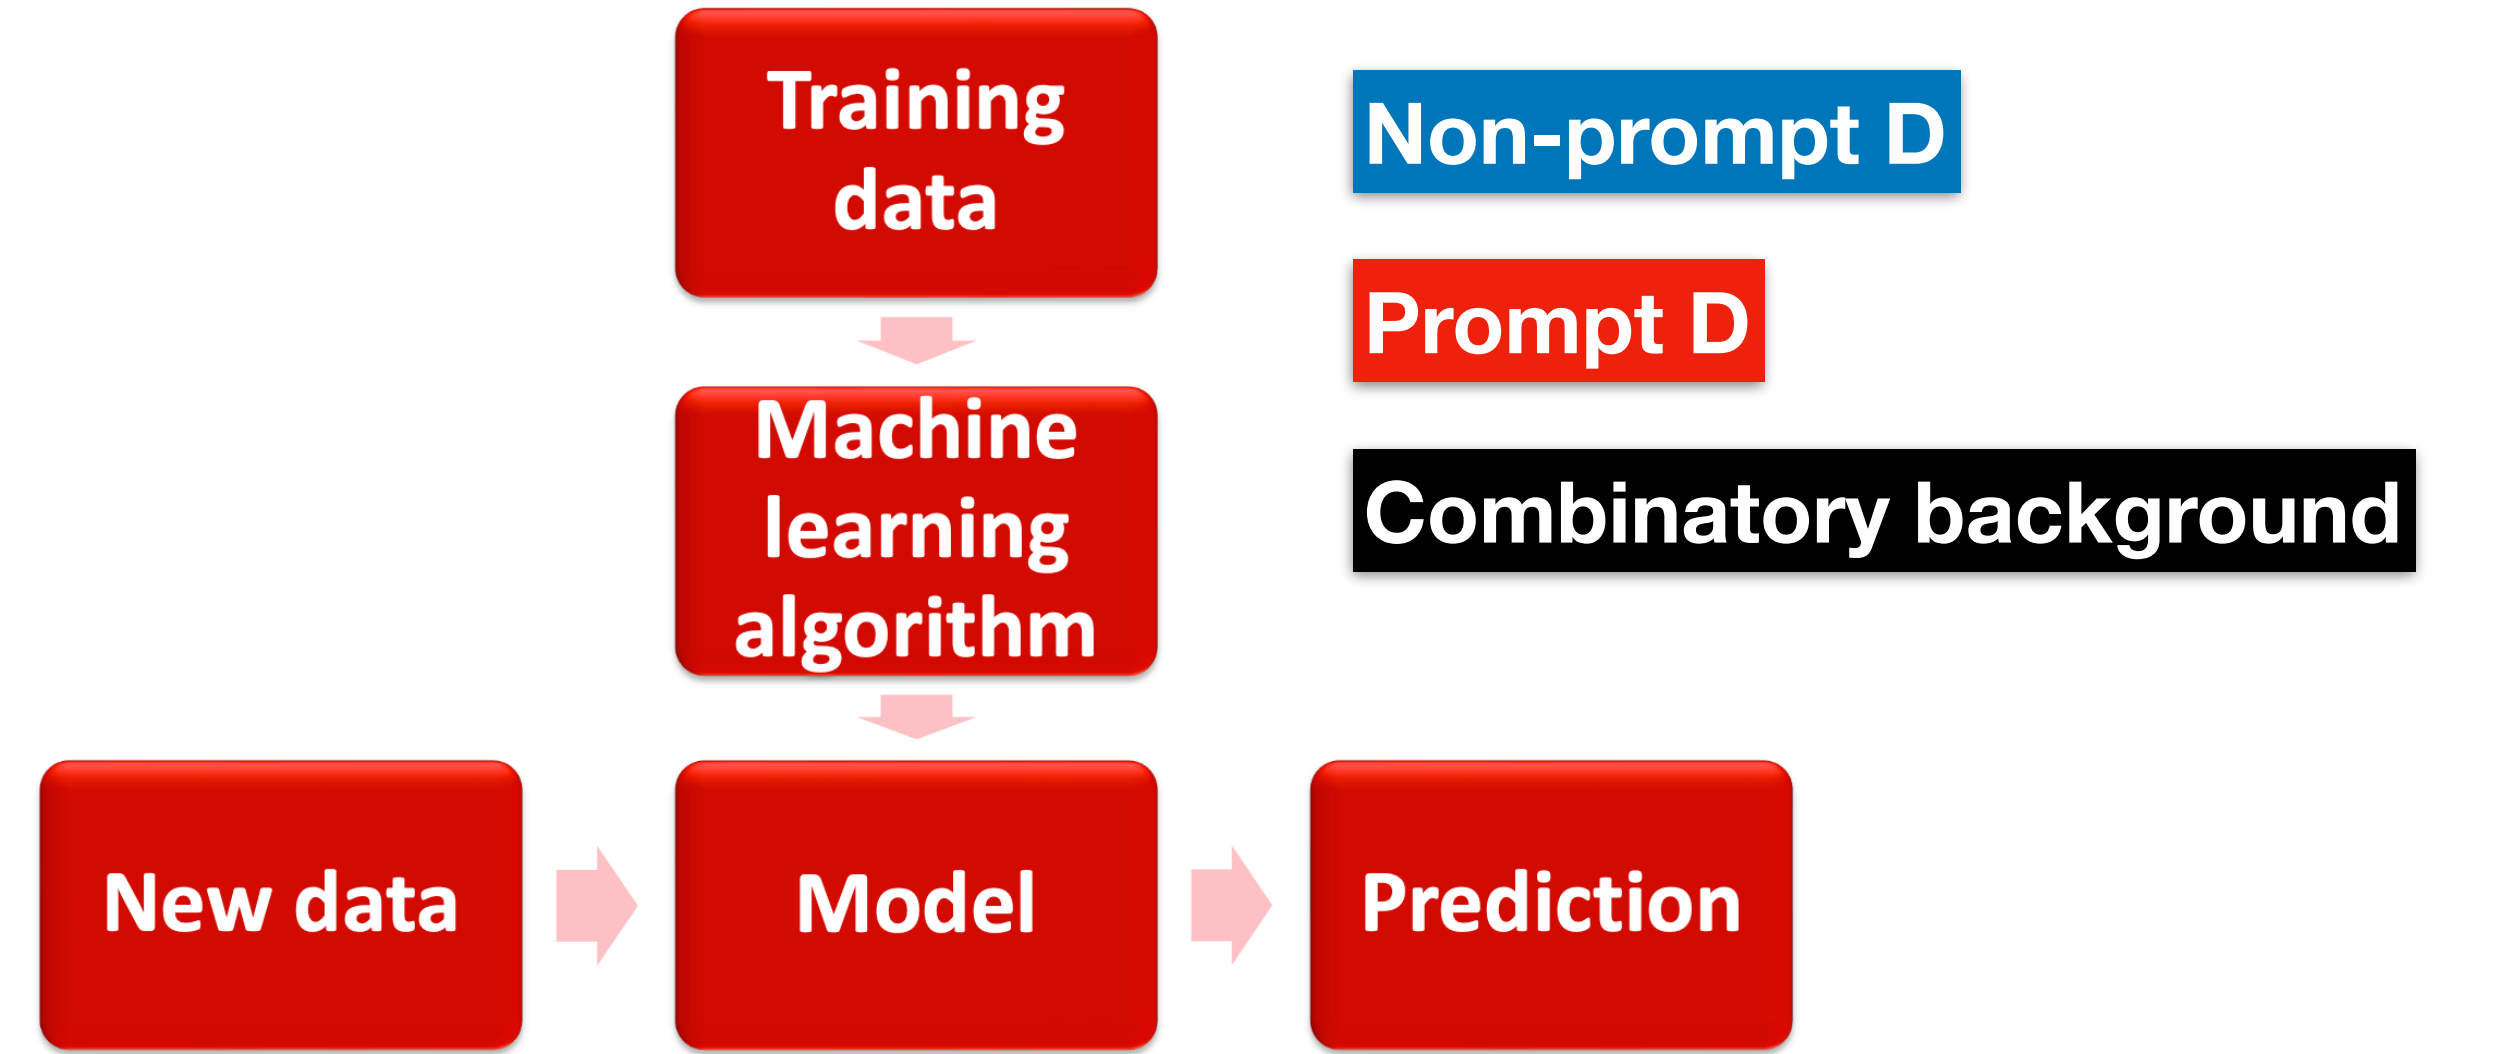 Training
data
Non-prompt D
Prompt D
Machine
learning
algorithm
Combinatory background
New data
Model
Prediction